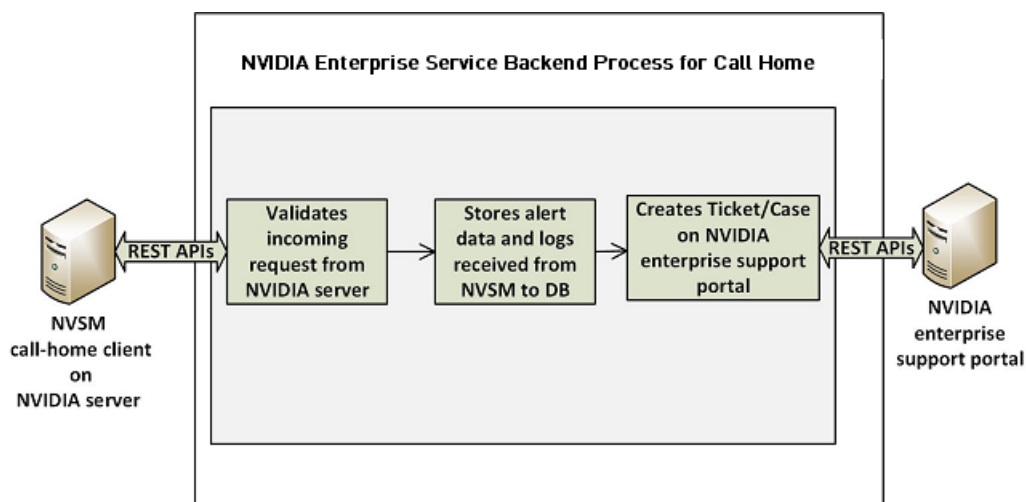 NVIDIA Enterprise Service Backend Process for Call Home
NVSM
call-home client
on
NVIDIA server
REST APIs
Validates
incoming
request from
NVIDIA server
Stores alert
data and logs
received from
NVSM to DB
Creates Ticket/Case
on NVIDIA
enterprise support
portal
REST APIs
NVIDIA
enterprise
support portal